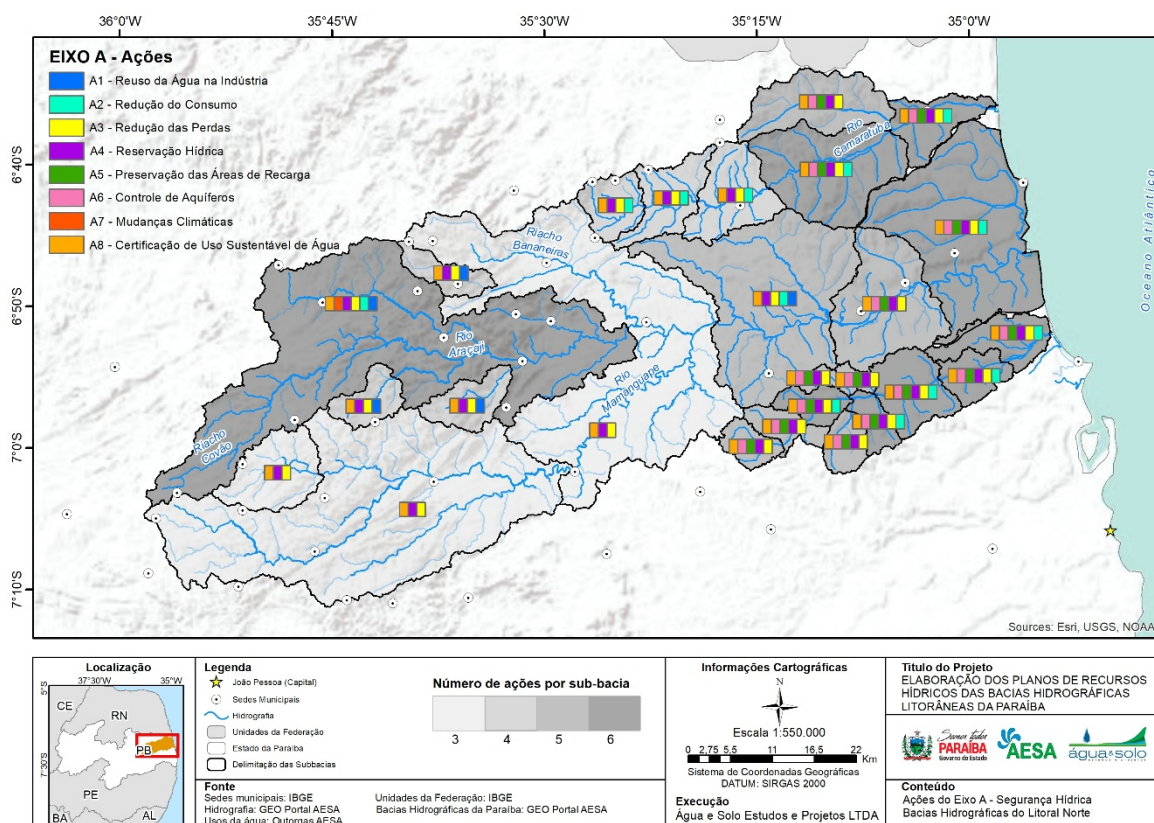 36°0'W 35°45'W 35°30'W 35°15'W 35°0'W
EIXO A - Ações
A1 - Reuso da Água na Indústria
A2 - Redução do Consumo
A3 - Redução das Perdas
A4 - Reservação Hídrica
A5 - Preservação das Áreas de Recarga
A6 - Controle de Aquíferos
A7 - Mudanças Climáticas
A8 - Certificação de Uso Sustentável de Água
6°40'S
6°50'S
7°0'S
7°10'S
Rio
Camaratuba
Riacho
Bananeiras
Rio
Araçaji
Rio
Mamanguape
Riacho
Covão
Oceano Atlântico
Sources: Esri, USGS, NOAA
Localização
37°30'W 35°W
5°S
7°30'S
CE
RN
PB
PE
BA
AL
Legenda
João Pessoa (Capital)
Sedes Municipais
Hidrografia
Unidades da Federação
Estado da Paraíba
Delimitação das Subbacias
Número de ações por sub-bacia
3 4 5 6
Fonte
Sedes municipais: IBGE
Hidrografia: GEO Portal AESA
Usos da água: Outorgas AESA
Unidades da Federação: IBGE
Bacias Hidrográficas da Paraíba: GEO Portal AESA
Informações Cartográficas
N
Escala 1:550.000
0 2,75 5,5 11 16,5 22
Km
Sistema de Coordenadas Geográficas
DATUM: SIRGAS 2000
Execução
Água e Solo Estudos e Projetos LTDA
Titulo do Projeto
ELABORAÇÃO DOS PLANOS DE RECURSOS
HÍDRICOS DAS BACIAS HIDROGRÁFICAS
LITORÂNEAS DA PARAÍBA
Somos todos
PARAÍBA
Governo do Estado
AESA
água&solo
Conteúdo
Ações do Eixo A - Segurança Hídrica
Bacias Hidrográficas do Litoral Norte